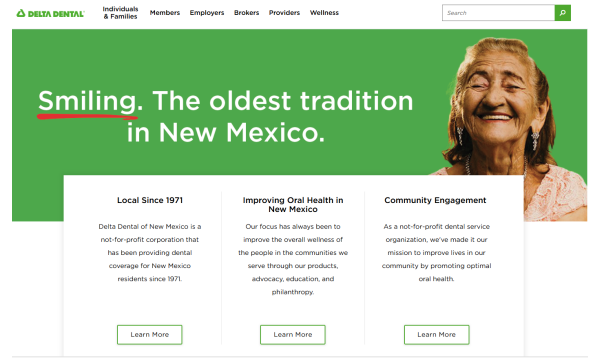 DELTA DENTAL
Individuals
& Families
Members
Employers
Brokers
Providers
Wellness
Search
Smiling. The oldest tradition
in New Mexico.
Local Since 1971
Delta Dental of New Mexico is a
not-for-profit corporation that
has been providing dental
coverage for New Mexico
residents since 1971.
Learn More
Improving Oral Health in
New Mexico
Our focus has always been to
improve the overall wellness of
the people in the communities we
serve through our products,
advocacy, education, and
philanthropy.
Learn More
Community Engagement
As a not-for-profit dental service
organization, we've made it our
mission to improve lives in our
community by promoting optimal
oral health.
Learn More